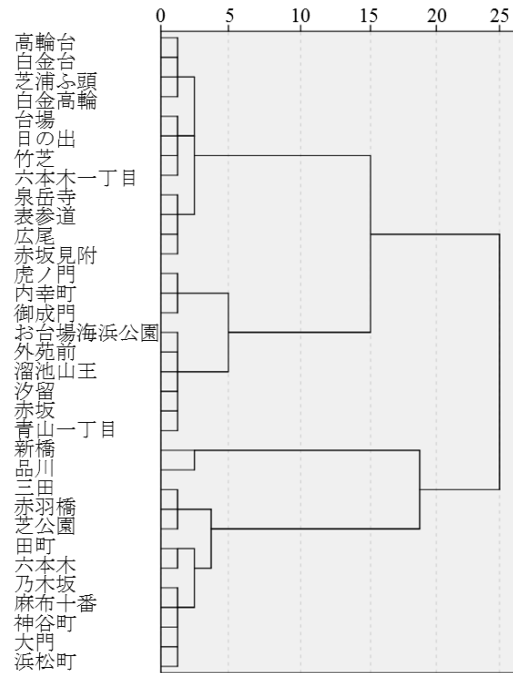 0 5 10 15 20 25
高輪台
白金台
芝浦ふ頭
白金高輪
台場
日の出
竹芝
六本木一丁目
泉岳寺
表参道
広尾
赤坂見附
虎ノ門
内幸町
御成門
お台場海浜公園
外苑前
溜池山王
汐留
赤坂
青山一丁目
新橋
品川
三田
赤羽橋
芝公園
田町
六本木
乃木坂
麻布十番
神谷町
大門
浜松町